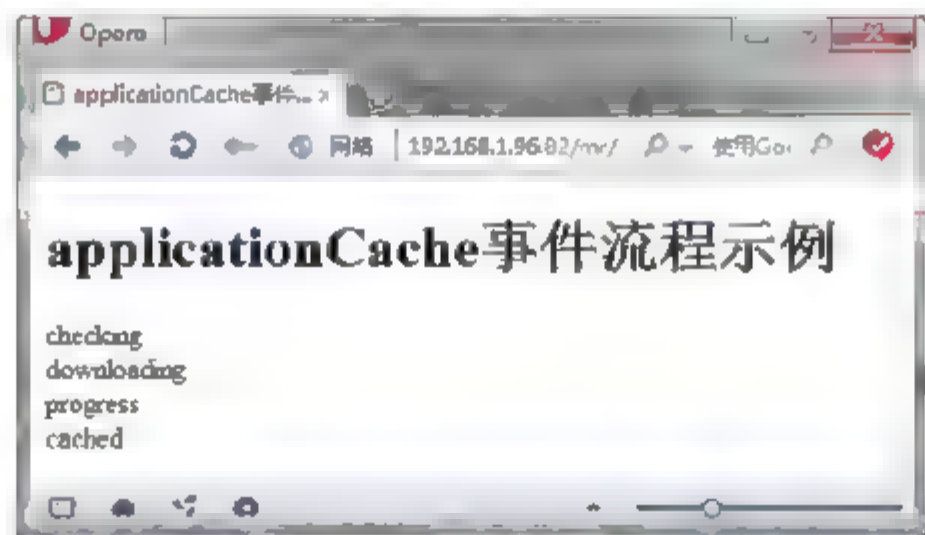 Opera
applicationCache事件... x
网络 192.168.1.96:82/mr/ 使用Goo
applicationCache事件流程示例
checking
downloading
progress
cached